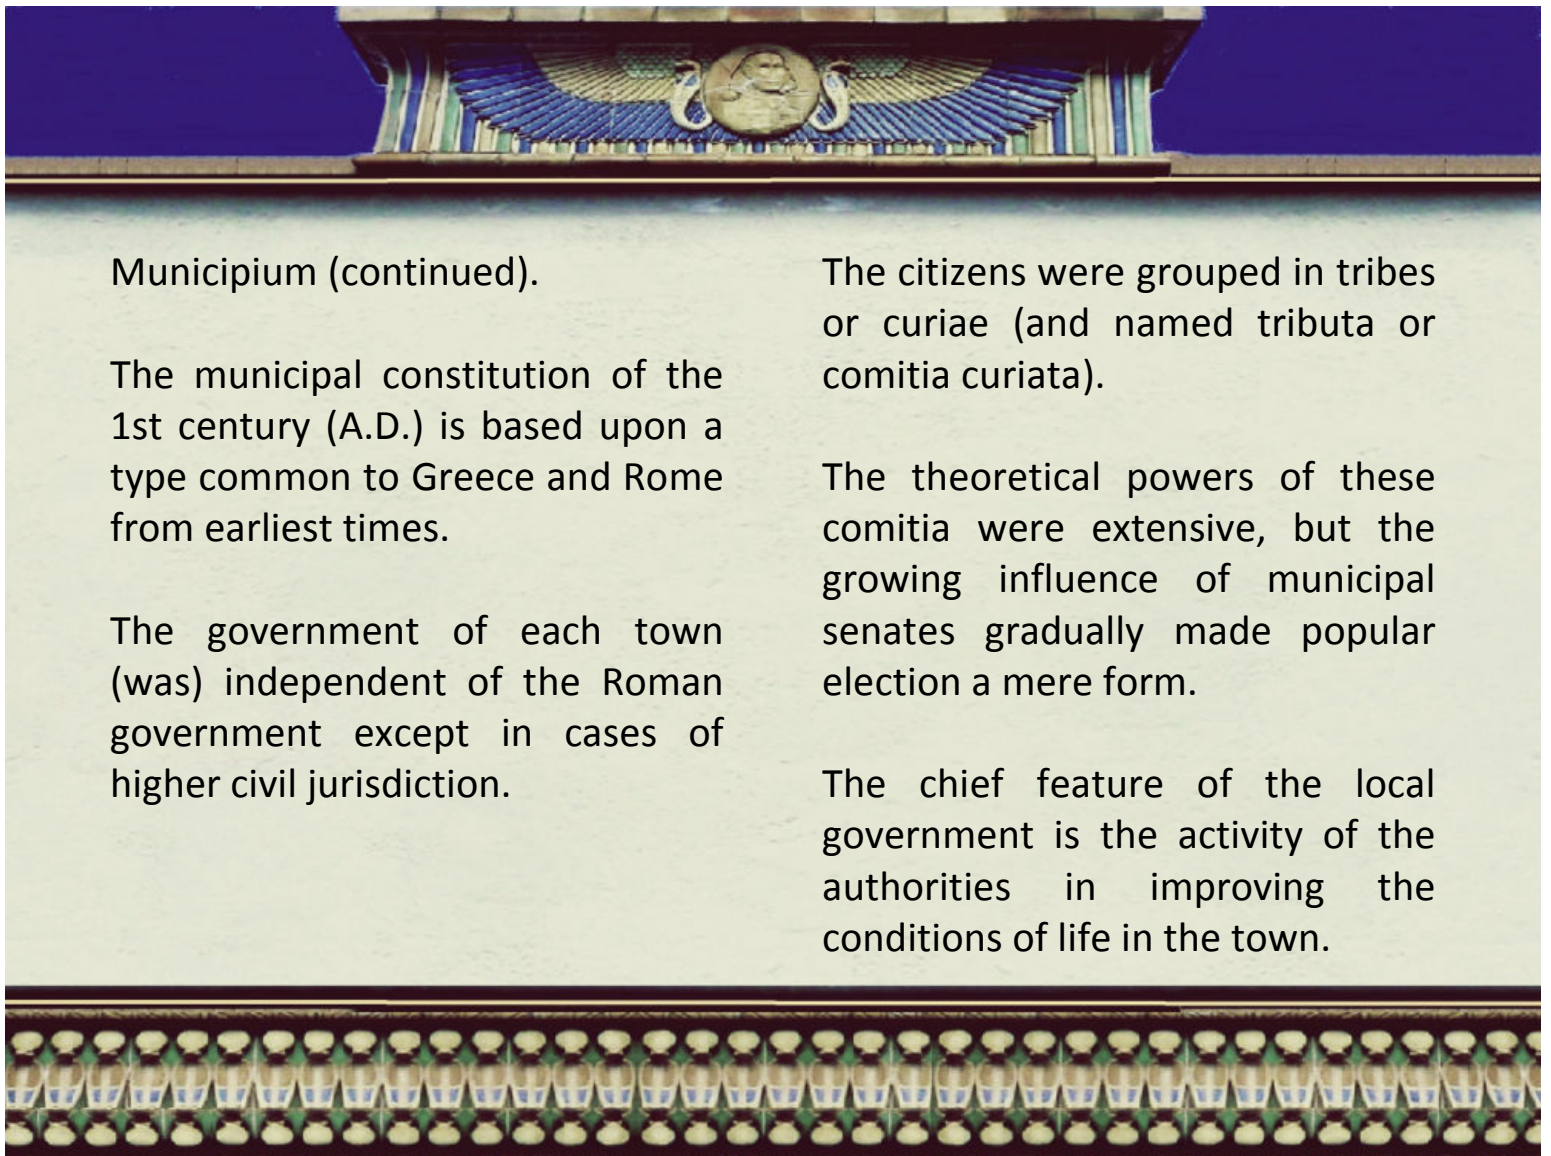 Municipium (continued).
The municipal constitution of the
1st century (A.D.) is based upon a
type common to Greece and Rome
from earliest times.
The government of each town
(was) independent of the Roman
government except in cases of
higher civil jurisdiction.
The citizens were grouped in tribes
or curiae (and named tributa or
comitia curiata).
The theoretical powers of these
comitia were extensive, but the
growing influence of municipal
senates gradually made popular
election a mere form.
The chief feature of the local
government is the activity of the
authorities in improving the
conditions of life in the town.